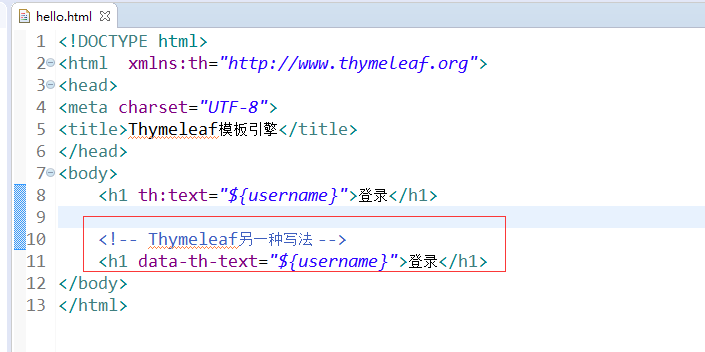 hello.html
1 <!DOCTYPE html>
2 <html  xmlns:th="http://www.thymeleaf.org">
3 <head>
4 <meta charset="UTF-8">
5 <title>Thymeleaf模板引擎</title>
6 </head>
7 <body>
8     <h1 th:text="${username}">登录</h1>
9
10     <!-- Thymeleaf另一种写法 -->
11     <h1 data-th-text="${username}">登录</h1>
12 </body>
13 </html>